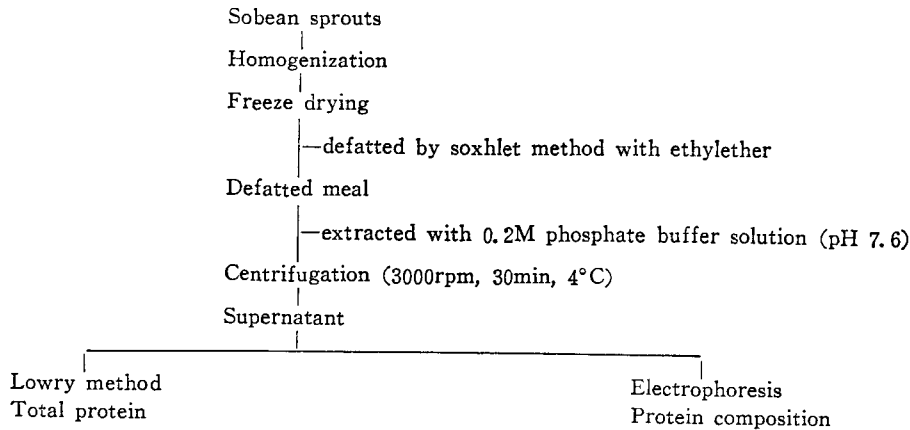 Sobean sprouts
Homogenization
Freeze drying
—defatted by soxhlet method with ethylether
Defatted meal
—extracted with 0.2M phosphate buffer solution (pH 7.6)
Centrifugation (3000rpm, 30min, 4°C)
Supernatant
Lowry method
Total protein
Electrophoresis
Protein composition